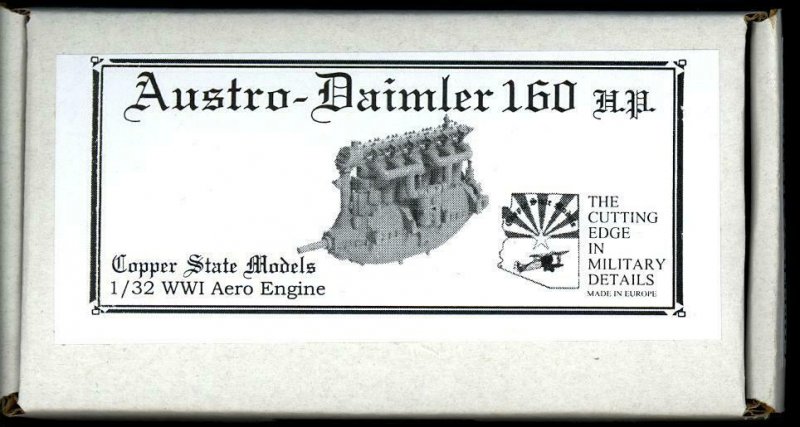 Austro-Daimler 160 H.P.
THE
CUTTING
EDGE
IN
MILITARY
DETAILS
MADE IN EUROPE
Copper State Models
1/32 WWI Aero Engine